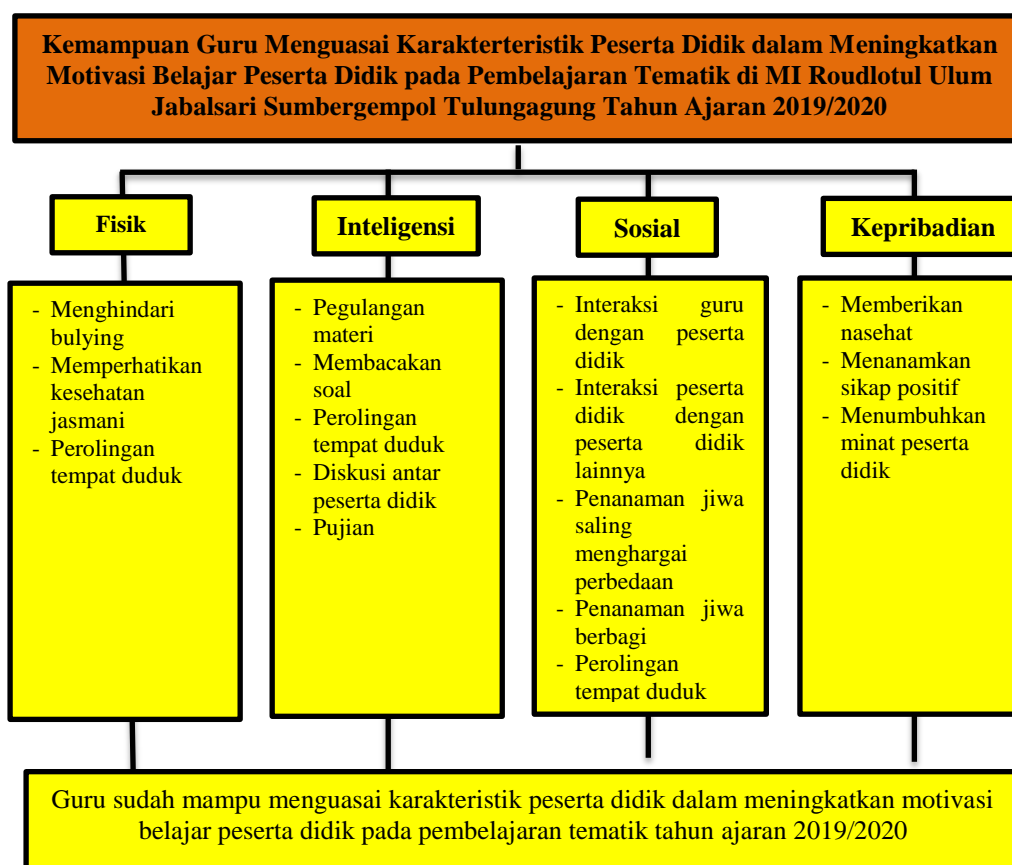 Kemampuan Guru Menguasai Karakterteristik Peserta Didik dalam Meningkatkan
Motivasi Belajar Peserta Didik pada Pembelajaran Tematik di MI Roudlotul Ulum
Jabalsari Sumbergempol Tulungagung Tahun Ajaran 2019/2020
Fisik
- Menghindari
bulying
- Memperhatikan
kesehatan
jasmani
- Perolingan
tempat duduk
Inteligensi
- Pegulangan
materi
- Membacakan
soal
- Perolingan
tempat duduk
- Diskusi antar
peserta didik
- Pujian
Sosial
- Interaksi guru
dengan peserta
didik
- Interaksi peserta
didik dengan
peserta didik
lainnya
- Penanaman jiwa
saling
menghargai
perbedaan
- Penanaman jiwa
berbagi
- Perolingan
tempat duduk
Kepribadian
- Memberikan
nasehat
- Menanamkan
sikap positif
- Menumbuhkan
minat peserta
didik
Guru sudah mampu menguasai karakteristik peserta didik dalam meningkatkan motivasi
belajar peserta didik pada pembelajaran tematik tahun ajaran 2019/2020